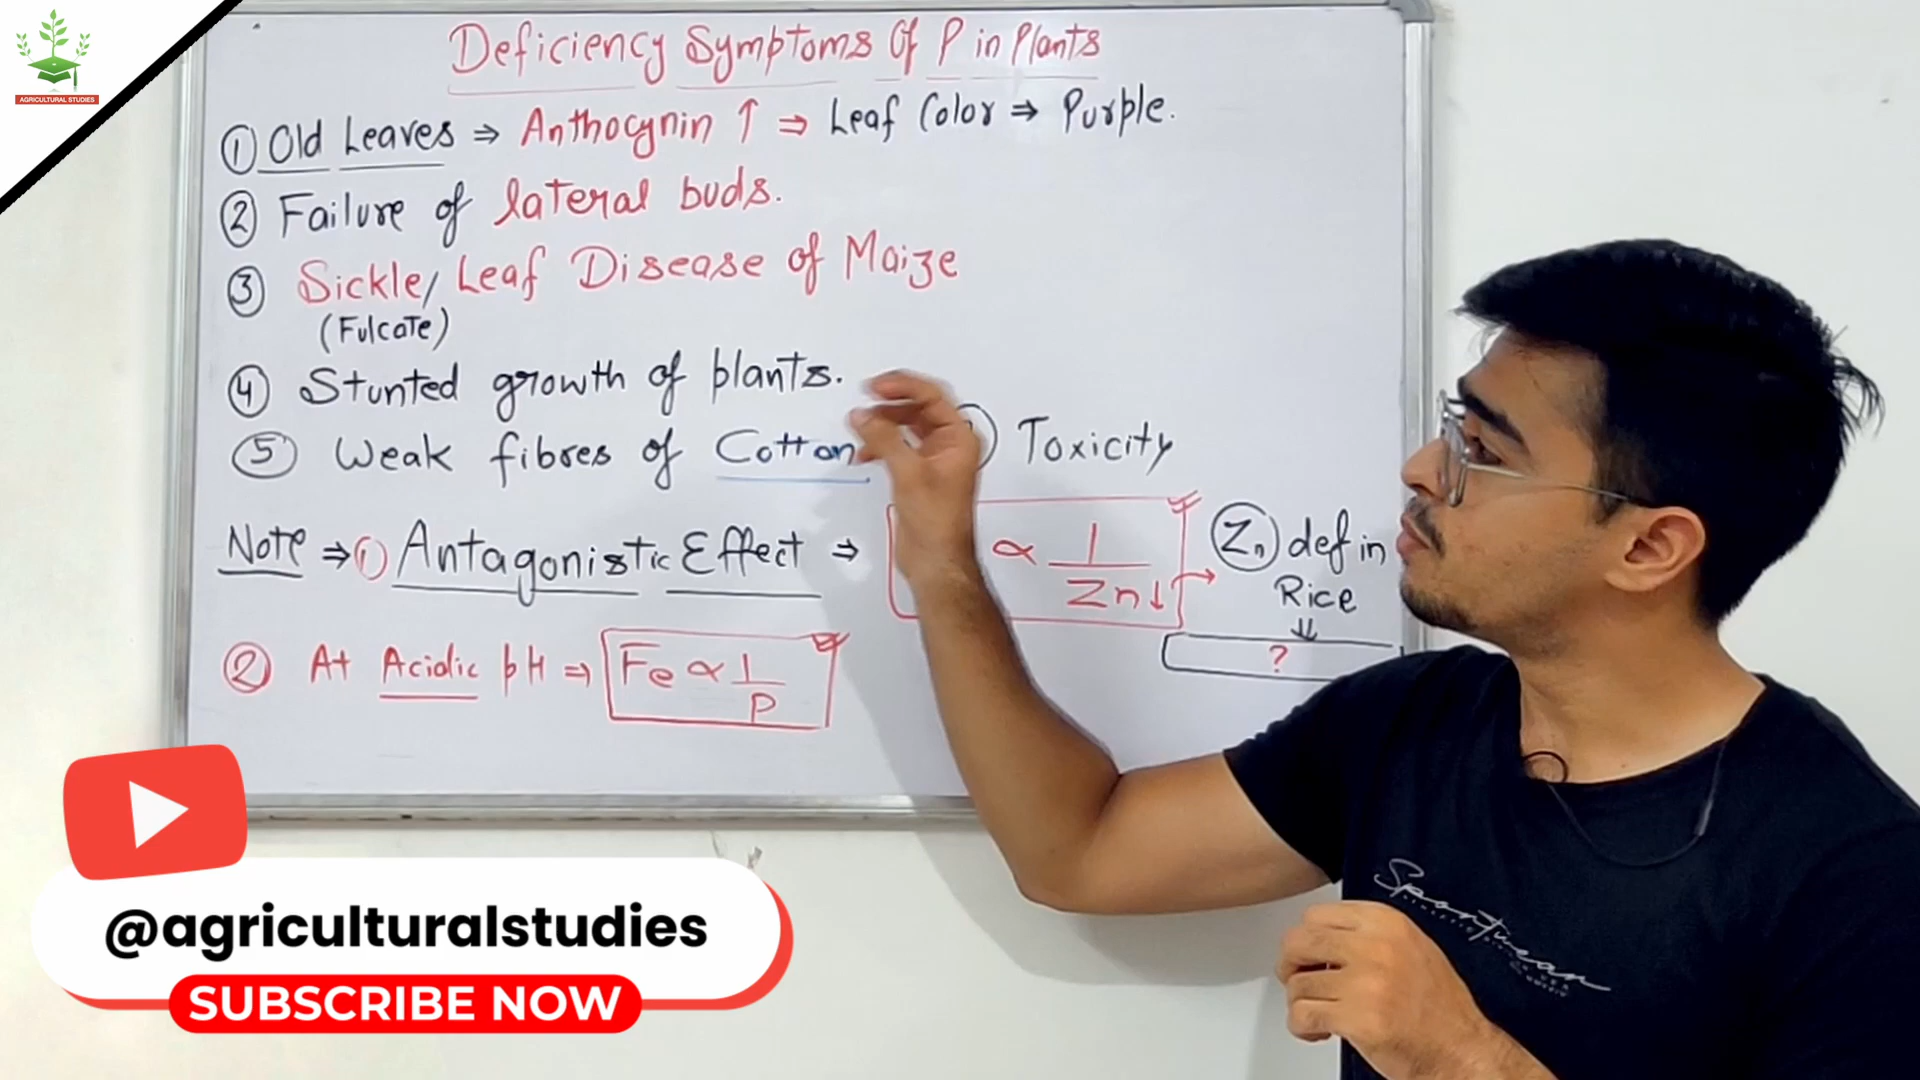 AGRICULTURAL STUDIES
Deficiency Symptoms Of P in Plants
① Old Leaves ⇒ Anthocynin ↑ ⇒ Leaf Color ⇒ Purple.
② Failure of lateral buds.
③ Sickle/ Leaf Disease of Maize
(Fulcate)
④ Stunted growth of plants.
⑤ Weak fibres of Cotton
Toxicity
Note ⇒ ① Antagonistic Effect ⇒ ∝ 1/Zn↓ → Zn def in
Rice
⇓
?
② At Acidic pH ⇒ Fe ∝ 1/P
@agriculturalstudies
SUBSCRIBE NOW
Sportswear